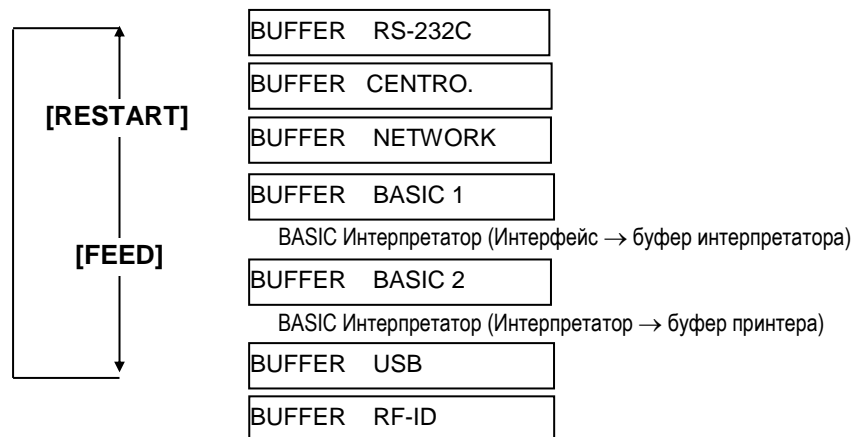 BUFFER RS-232C
BUFFER CENTRO.
[RESTART]
BUFFER NETWORK
BUFFER BASIC 1
BASIC Интерпретатор (Интерфейс → буфер интерпретатора)
[FEED]
BUFFER BASIC 2
BASIC Интерпретатор (Интерпретатор → буфер принтера)
BUFFER USB
BUFFER RF-ID